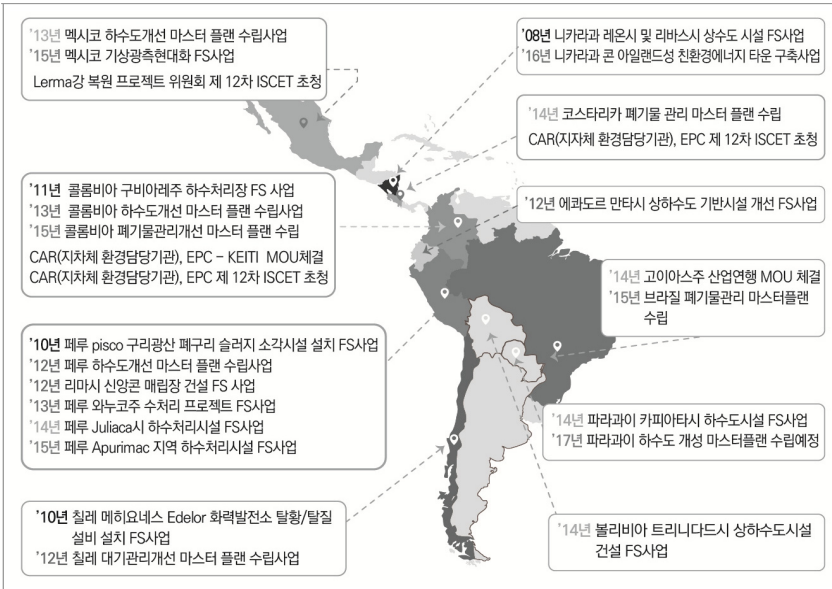 '13년 멕시코 하수도개선 마스터 플랜 수립사업
'15년 멕시코 기상광측현대화 FS사업
Lerma강 복원 프로젝트 위원회 제 12차 ISCET 초청
'08년 니카라과 레온시 및 리바스시 상수도 시설 FS사업
'16년 니카라과 콘 아일랜드성 친환경에너지 타운 구축사업
'14년 코스타리카 폐기물 관리 마스터 플랜 수립
CAR(지자체 환경담당기관), EPC 제 12차 ISCET 초청
'11년 콜롬비아 구비아레주 하수처리장 FS 사업
'13년 콜롬비아 하수도개선 마스터 플랜 수립사업
'15년 콜롬비아 폐기물관리개선 마스터 플랜 수립
CAR(지차체 환경담당기관), EPC – KEITI MOU체결
CAR(지차체 환경담당기관), EPC 제 12차 ISCET 초청
'12년 에콰도르 만타시 상하수도 기반시설 개선 FS사업
'14년 고이아스주 산업연행 MOU 체결
'15년 브라질 폐기물관리 마스터플랜
수립
'10년 페루 pisco 구리광산 폐구리 슬러지 소각시설 설치 FS사업
'12년 페루 하수도개선 마스터 플랜 수립사업
'12년 리마시 신앙콘 매립장 건설 FS 사업
'13년 페루 와누코주 수처리 프로젝트 FS사업
'14년 페루 Juliaca시 하수처리시설 FS사업
'15년 페루 Apurimac 지역 하수처리시설 FS사업
'14년 파라과이 카피아타시 하수도시설 FS사업
'17년 파라과이 하수도 개성 마스터플랜 수립예정
'10년 칠레 메히요네스 Edelor 화력발전소 탈황/탈질
설비 설치 FS사업
'12년 칠레 대기관리개선 마스터 플랜 수립사업
'14년 볼리비아 트리니다드시 상하수도시설
건설 FS사업